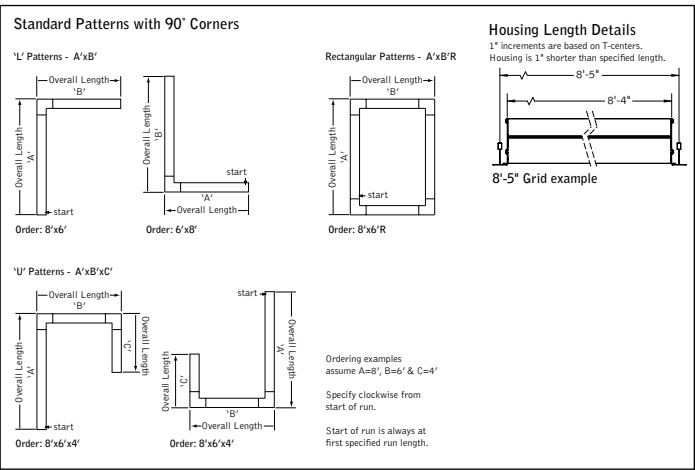 Standard Patterns with 90° Corners
'L' Patterns - A'xB'
Overall Length
'B'
Overall Length
'A'
start
Order: 8'x6'
Overall Length
'B'
start
'A'
Overall Length
Order: 6'x8'
Rectangular Patterns - A'xB'R
Overall Length
'B'
Overall Length
'A'
start
Order: 8'x6'R
Housing Length Details
1" increments are based on T-centers.
Housing is 1" shorter than specified length.
8'-5"
8'-4"
8'-5" Grid example
'U' Patterns - A'xB'xC'
Overall Length
'B'
Overall Length
'A'
'C'
Overall Length
start
Order: 8'x6'x4'
start
Overall Length
'C'
'A'
Overall Length
'B'
Overall Length
Order: 8'x6'x4'
Ordering examples
assume A=8', B=6' & C=4'
Specify clockwise from
start of run.
Start of run is always at
first specified run length.